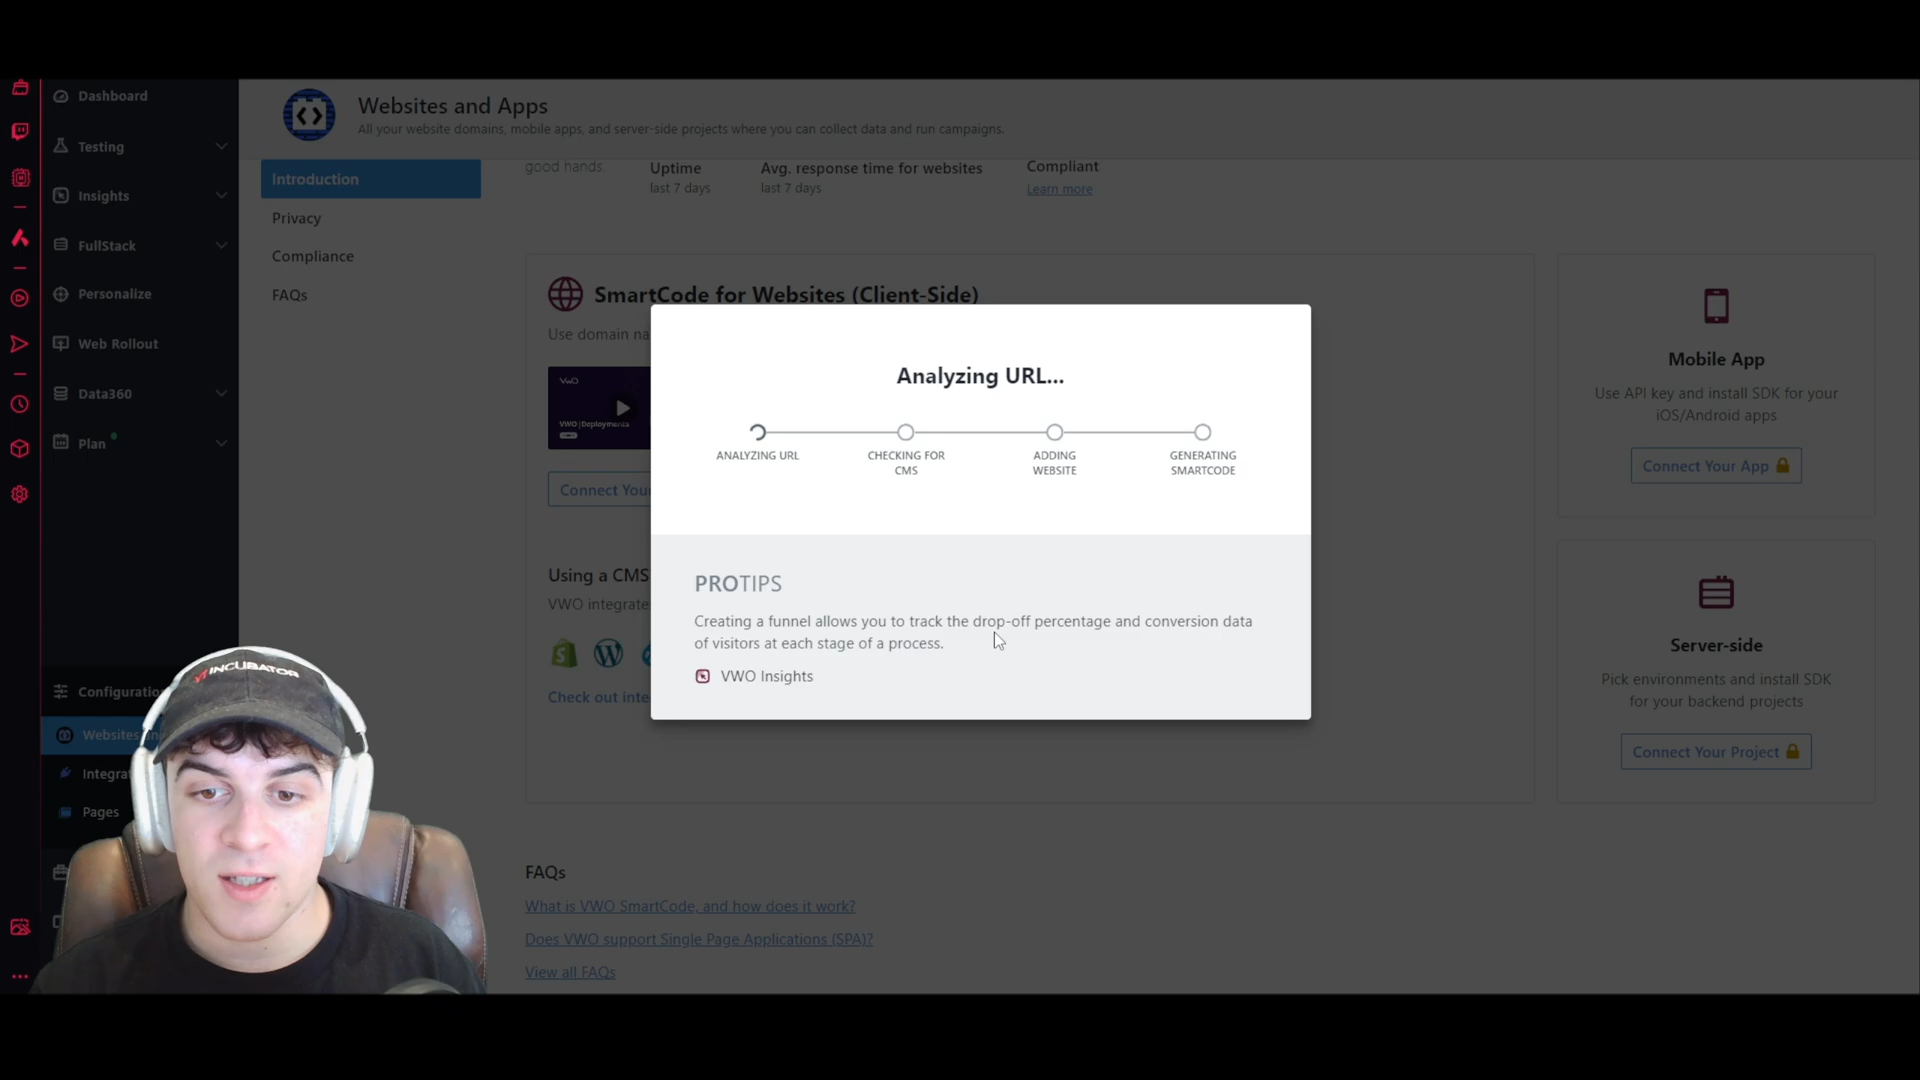 Dashboard
Testing
Insights
FullStack
Personalize
Web Rollout
Data360
Plan
Configuratio
Websites
Integra
Pages
Websites and Apps
All your website domains, mobile apps, and server-side projects where you can collect data and run campaigns.
Introduction
Privacy
Compliance
FAQs
good hands.
Uptime
last 7 days
Avg. response time for websites
last 7 days
Compliant
Learn more
SmartCode for Websites (Client-Side)
Use domain na
VWO
VWO | Deployments
Connect You
Using a CMS
VWO integrate
Check out inte
Analyzing URL...
ANALYZING URL
CHECKING FOR CMS
ADDING WEBSITE
GENERATING SMARTCODE
PROTIPS
Creating a funnel allows you to track the drop-off percentage and conversion data
of visitors at each stage of a process.
VWO Insights
Mobile App
Use API key and install SDK for your
iOS/Android apps
Connect Your App
Server-side
Pick environments and install SDK
for your backend projects
Connect Your Project
FAQs
What is VWO SmartCode, and how does it work?
Does VWO support Single Page Applications (SPA)?
View all FAQs
YT INCUBATOR